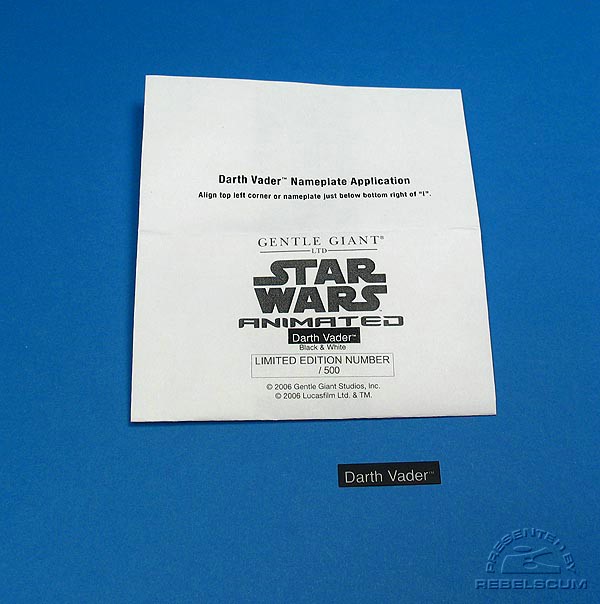 Darth Vader™ Nameplate Application
Align top left corner or nameplate just below bottom right of "I".
GENTLE GIANT®
LTD
STAR
WARS
ANIMATED
Darth Vader™
Black & White
LIMITED EDITION NUMBER
/ 500
© 2006 Gentle Giant Studios, Inc.
© 2006 Lucasfilm Ltd. & TM.
Darth Vader™
PRESENTED BY
REBELSCUM